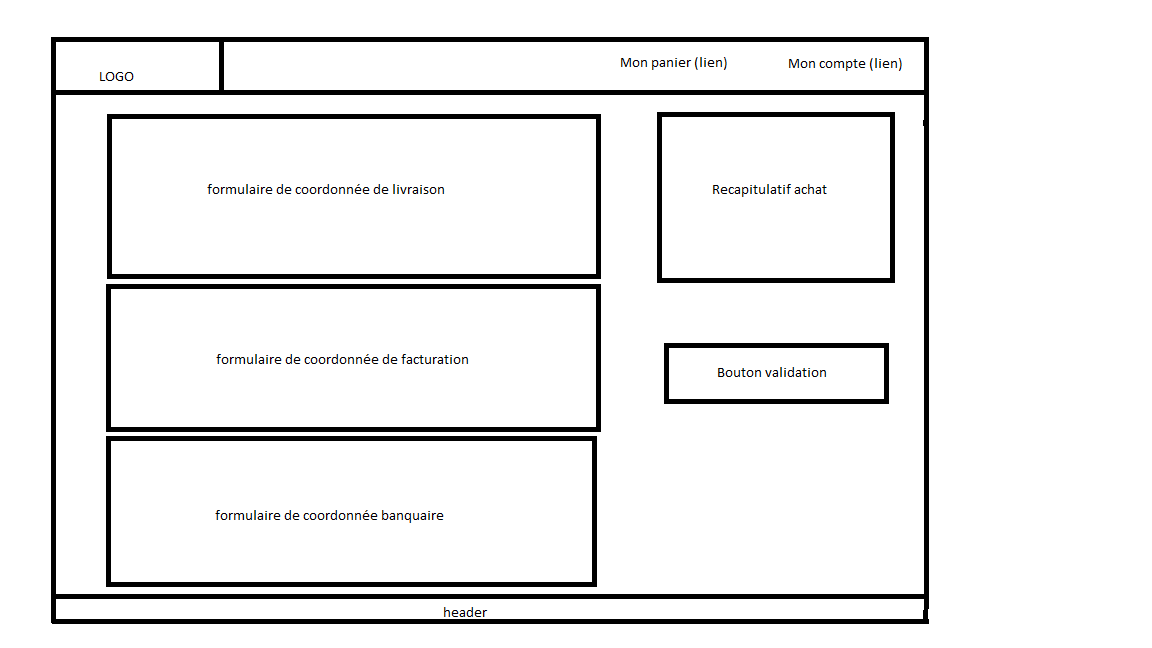 LOGO
Mon panier (lien)
Mon compte (lien)
formulaire de coordonnée de livraison
Recapitulatif achat
formulaire de coordonnée de facturation
Bouton validation
formulaire de coordonnée banquaire
header